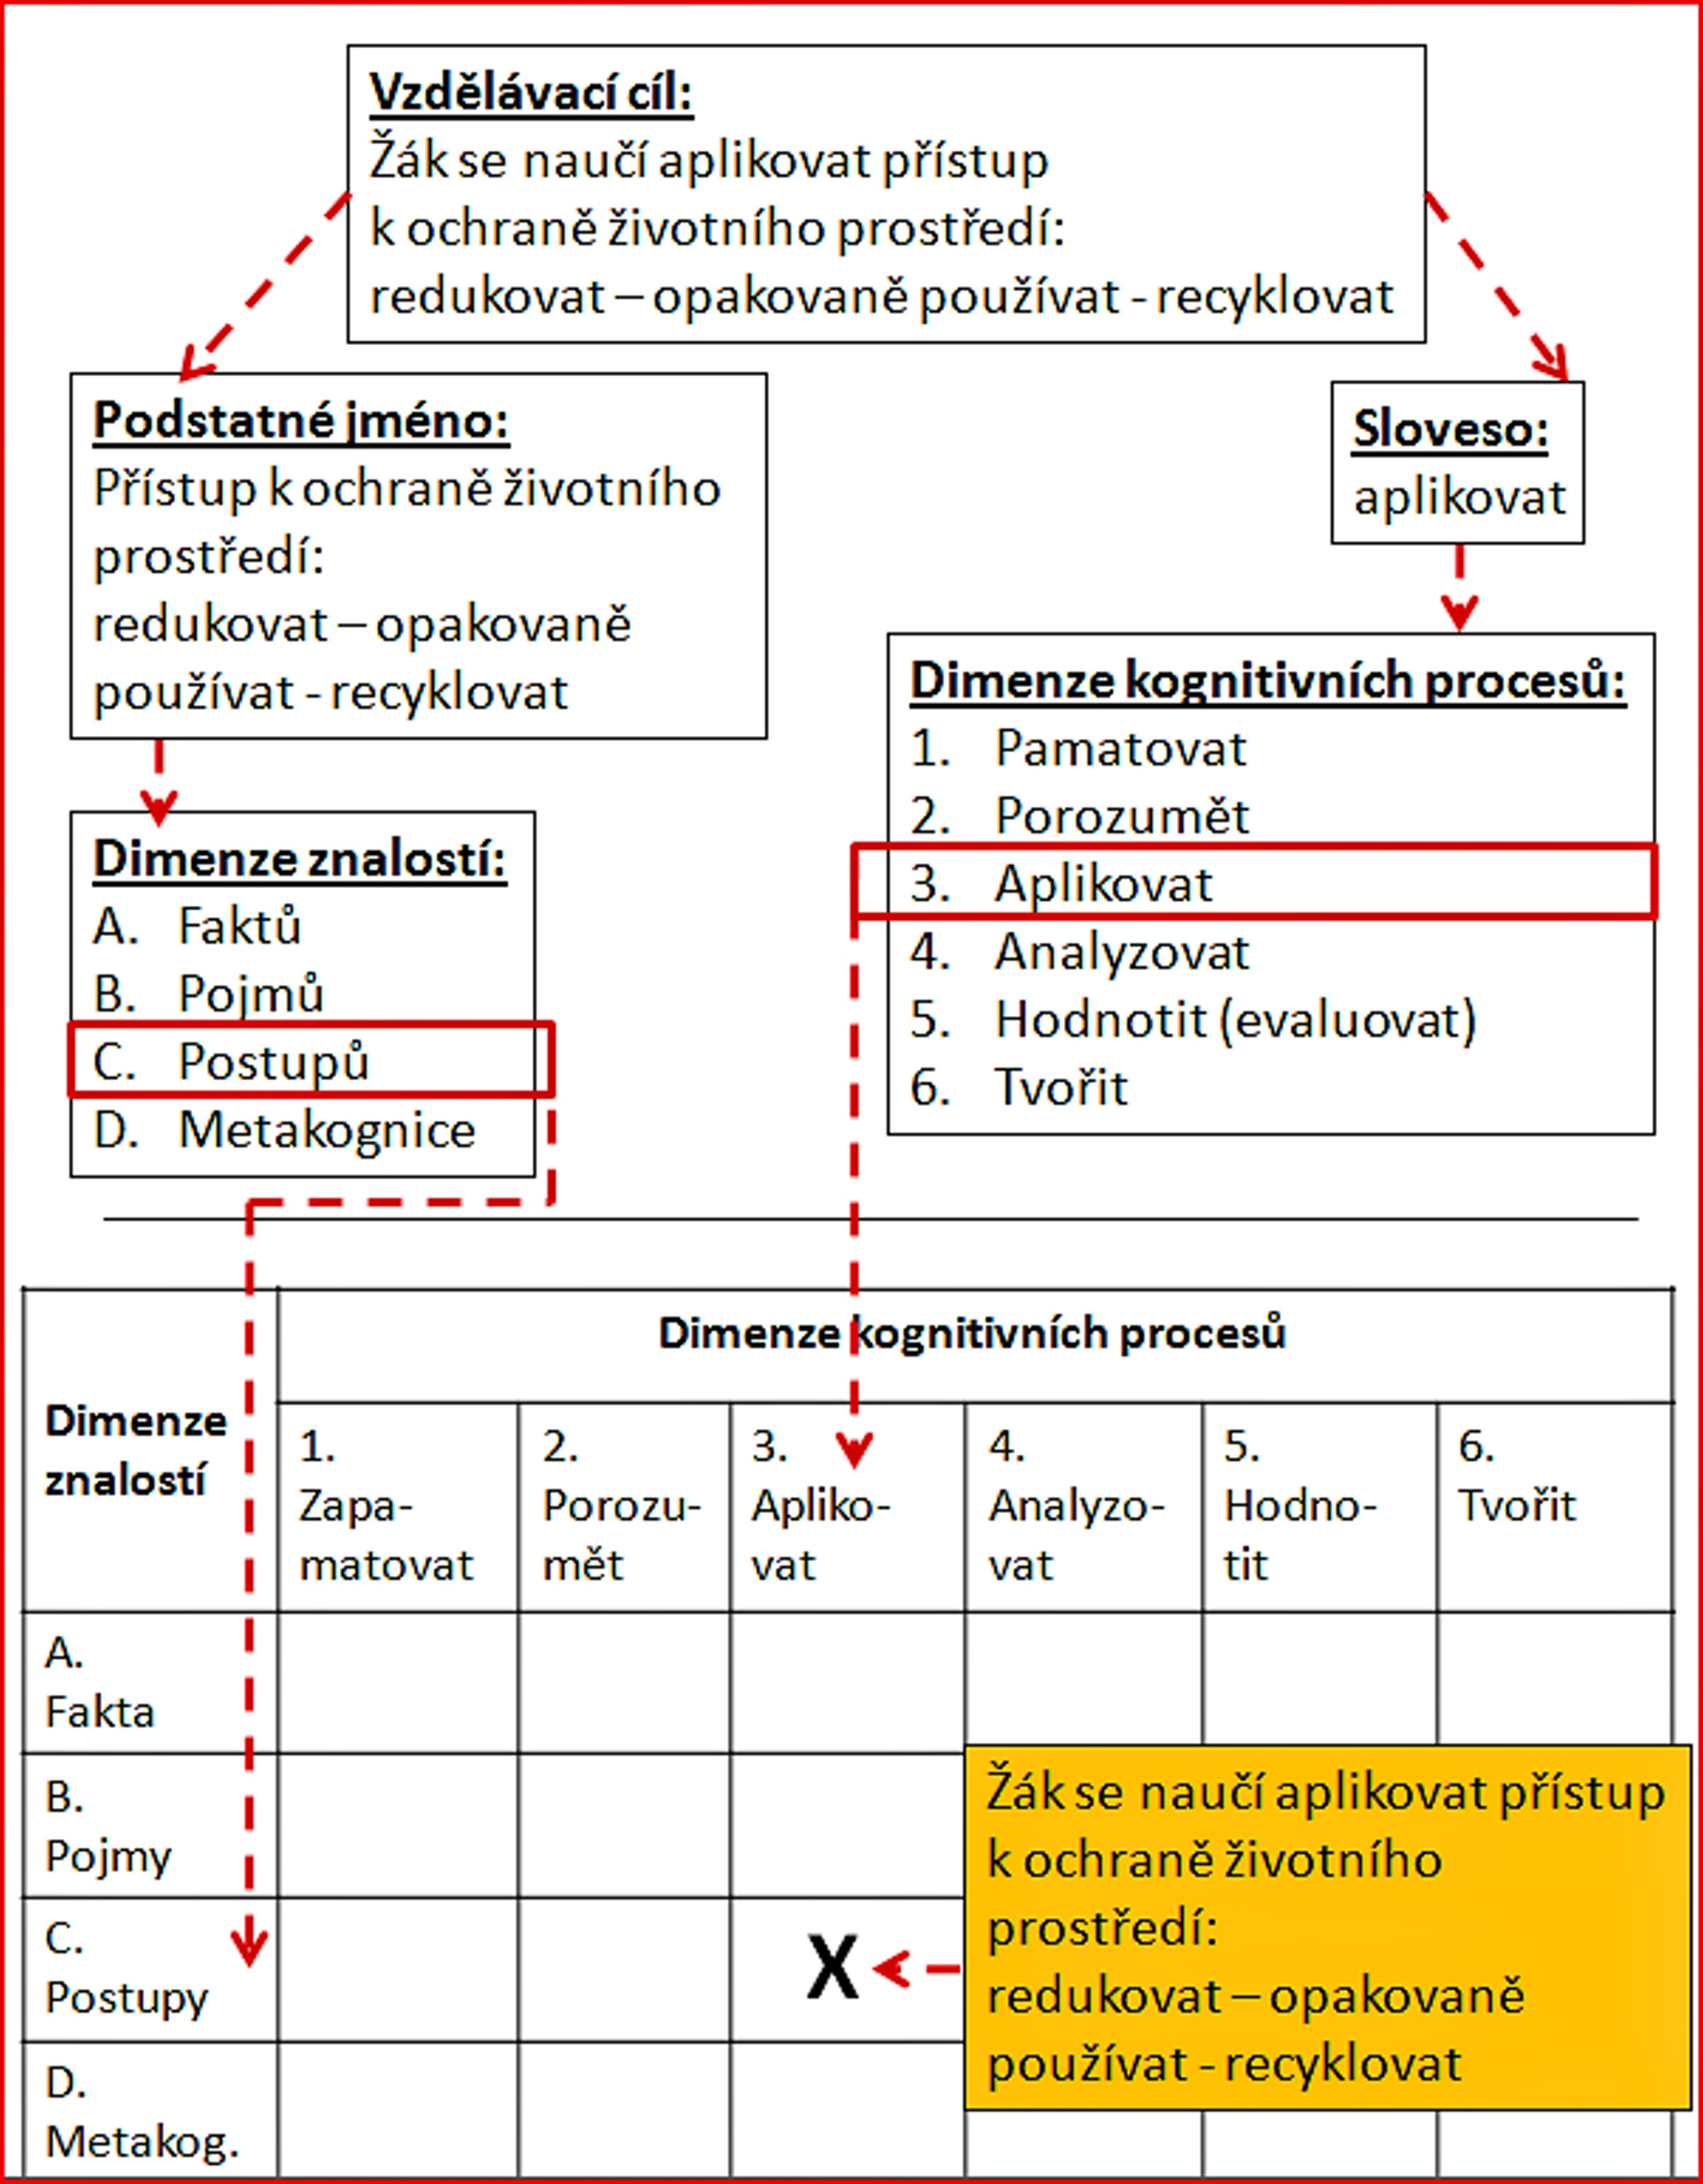 Vzdělávací cíl:
Žák se naučí aplikovat přístup
k ochraně životního prostředí:
redukovat – opakovaně používat - recyklovat
Podstatné jméno:
Přístup k ochraně životního
prostředí:
redukovat – opakovaně
používat - recyklovat
Sloveso:
aplikovat
Dimenze kognitivních procesů:
1. Pamatovat
2. Porozumět
3. Aplikovat
4. Analyzovat
5. Hodnotit (evaluovat)
6. Tvořit
Dimenze znalostí:
A. Faktů
B. Pojmů
C. Postupů
D. Metakognice
Dimenze
znalostí
Dimenze kognitivních procesů
1.
Zapa-
matovat
2.
Porozu-
mět
3.
Apliko-
vat
4.
Analyzo-
vat
5.
Hodno-
tit
6.
Tvořit
A.
Fakta
B.
Pojmy
C.
Postupy
X
Žák se naučí aplikovat přístup
k ochraně životního
prostředí:
redukovat – opakovaně
používat - recyklovat
D.
Metakog.